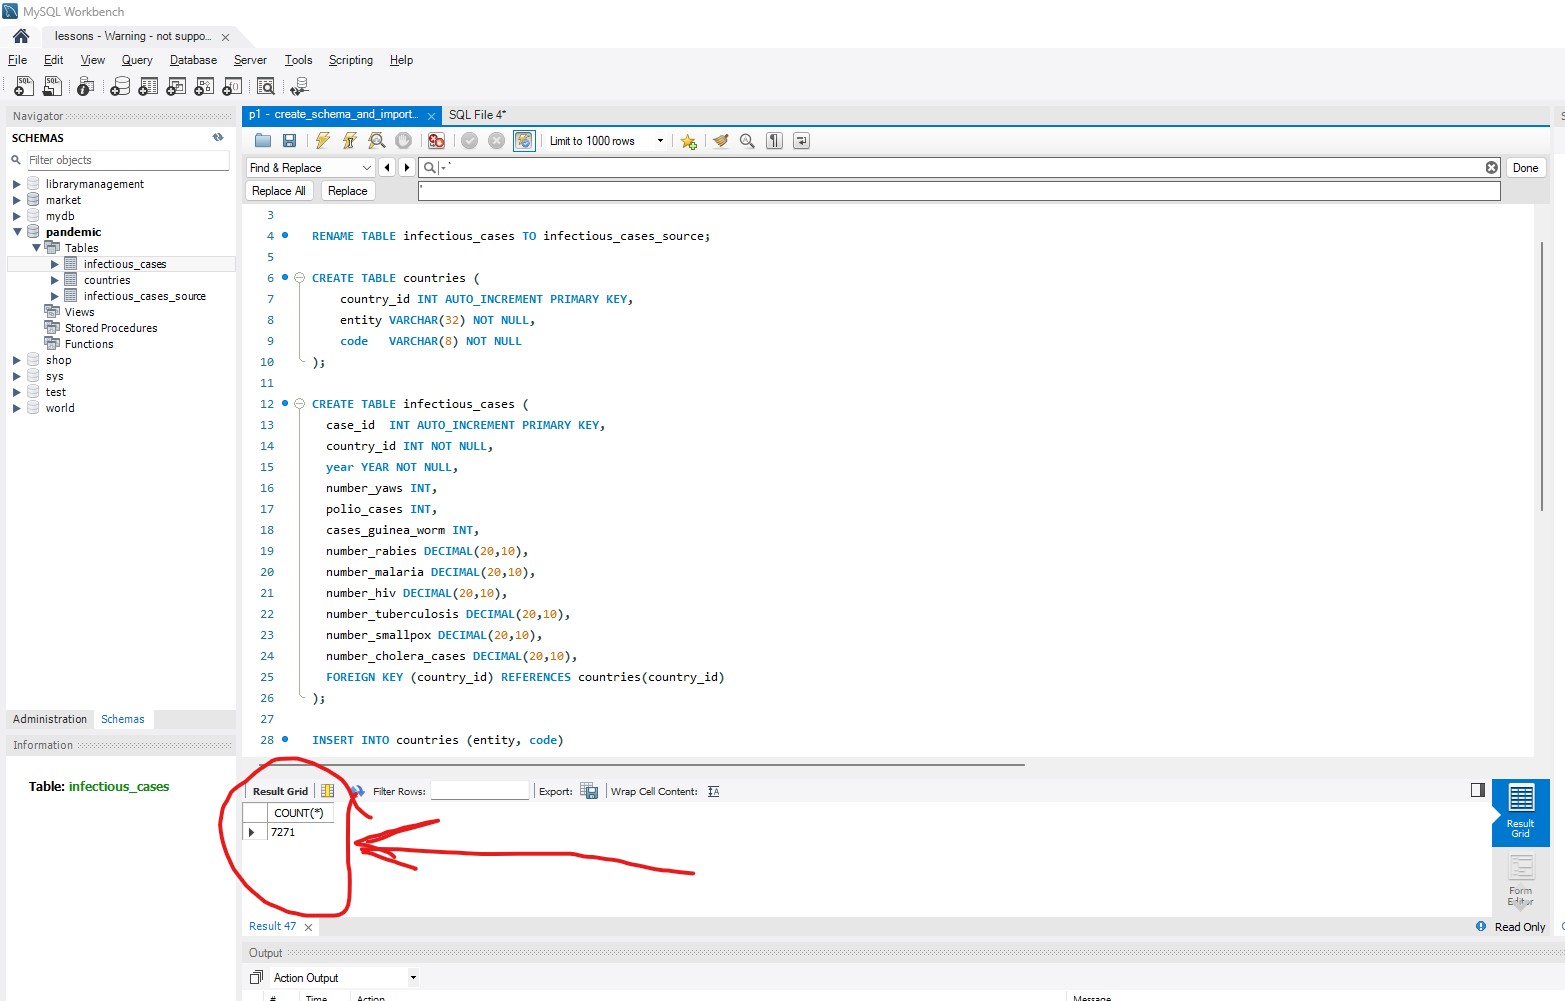 MySQL Workbench
lessons - Warning - not suppo...
File Edit View Query Database Server Tools Scripting Help
Navigator
p1 - create_schema_and_import... SQL File 4*
SCHEMAS
Limit to 1000 rows
Filter objects
Find & Replace
Done
Replace All Replace
librarymanagement
market
mydb
pandemic
Tables
infectious_cases
countries
infectious_cases_source
Views
Stored Procedures
Functions
shop
sys
test
world
3
4 RENAME TABLE infectious_cases TO infectious_cases_source;
5
6 CREATE TABLE countries (
7 country_id INT AUTO_INCREMENT PRIMARY KEY,
8 entity VARCHAR(32) NOT NULL,
9 code VARCHAR(8) NOT NULL
10 );
11
12 CREATE TABLE infectious_cases (
13 case_id INT AUTO_INCREMENT PRIMARY KEY,
14 country_id INT NOT NULL,
15 year YEAR NOT NULL,
16 number_yaws INT,
17 polio_cases INT,
18 cases_guinea_worm INT,
19 number_rabies DECIMAL(20,10),
20 number_malaria DECIMAL(20,10),
21 number_hiv DECIMAL(20,10),
22 number_tuberculosis DECIMAL(20,10),
23 number_smallpox DECIMAL(20,10),
24 number_cholera_cases DECIMAL(20,10),
25 FOREIGN KEY (country_id) REFERENCES countries(country_id)
26 );
27
28 INSERT INTO countries (entity, code)
Administration Schemas
Information
Table: infectious_cases
Result Grid Filter Rows: Export: Wrap Cell Content:
COUNT(*)
7271
Result Grid
Form Editor
Result 47
Read Only
Output
Action Output
# Time Action Message